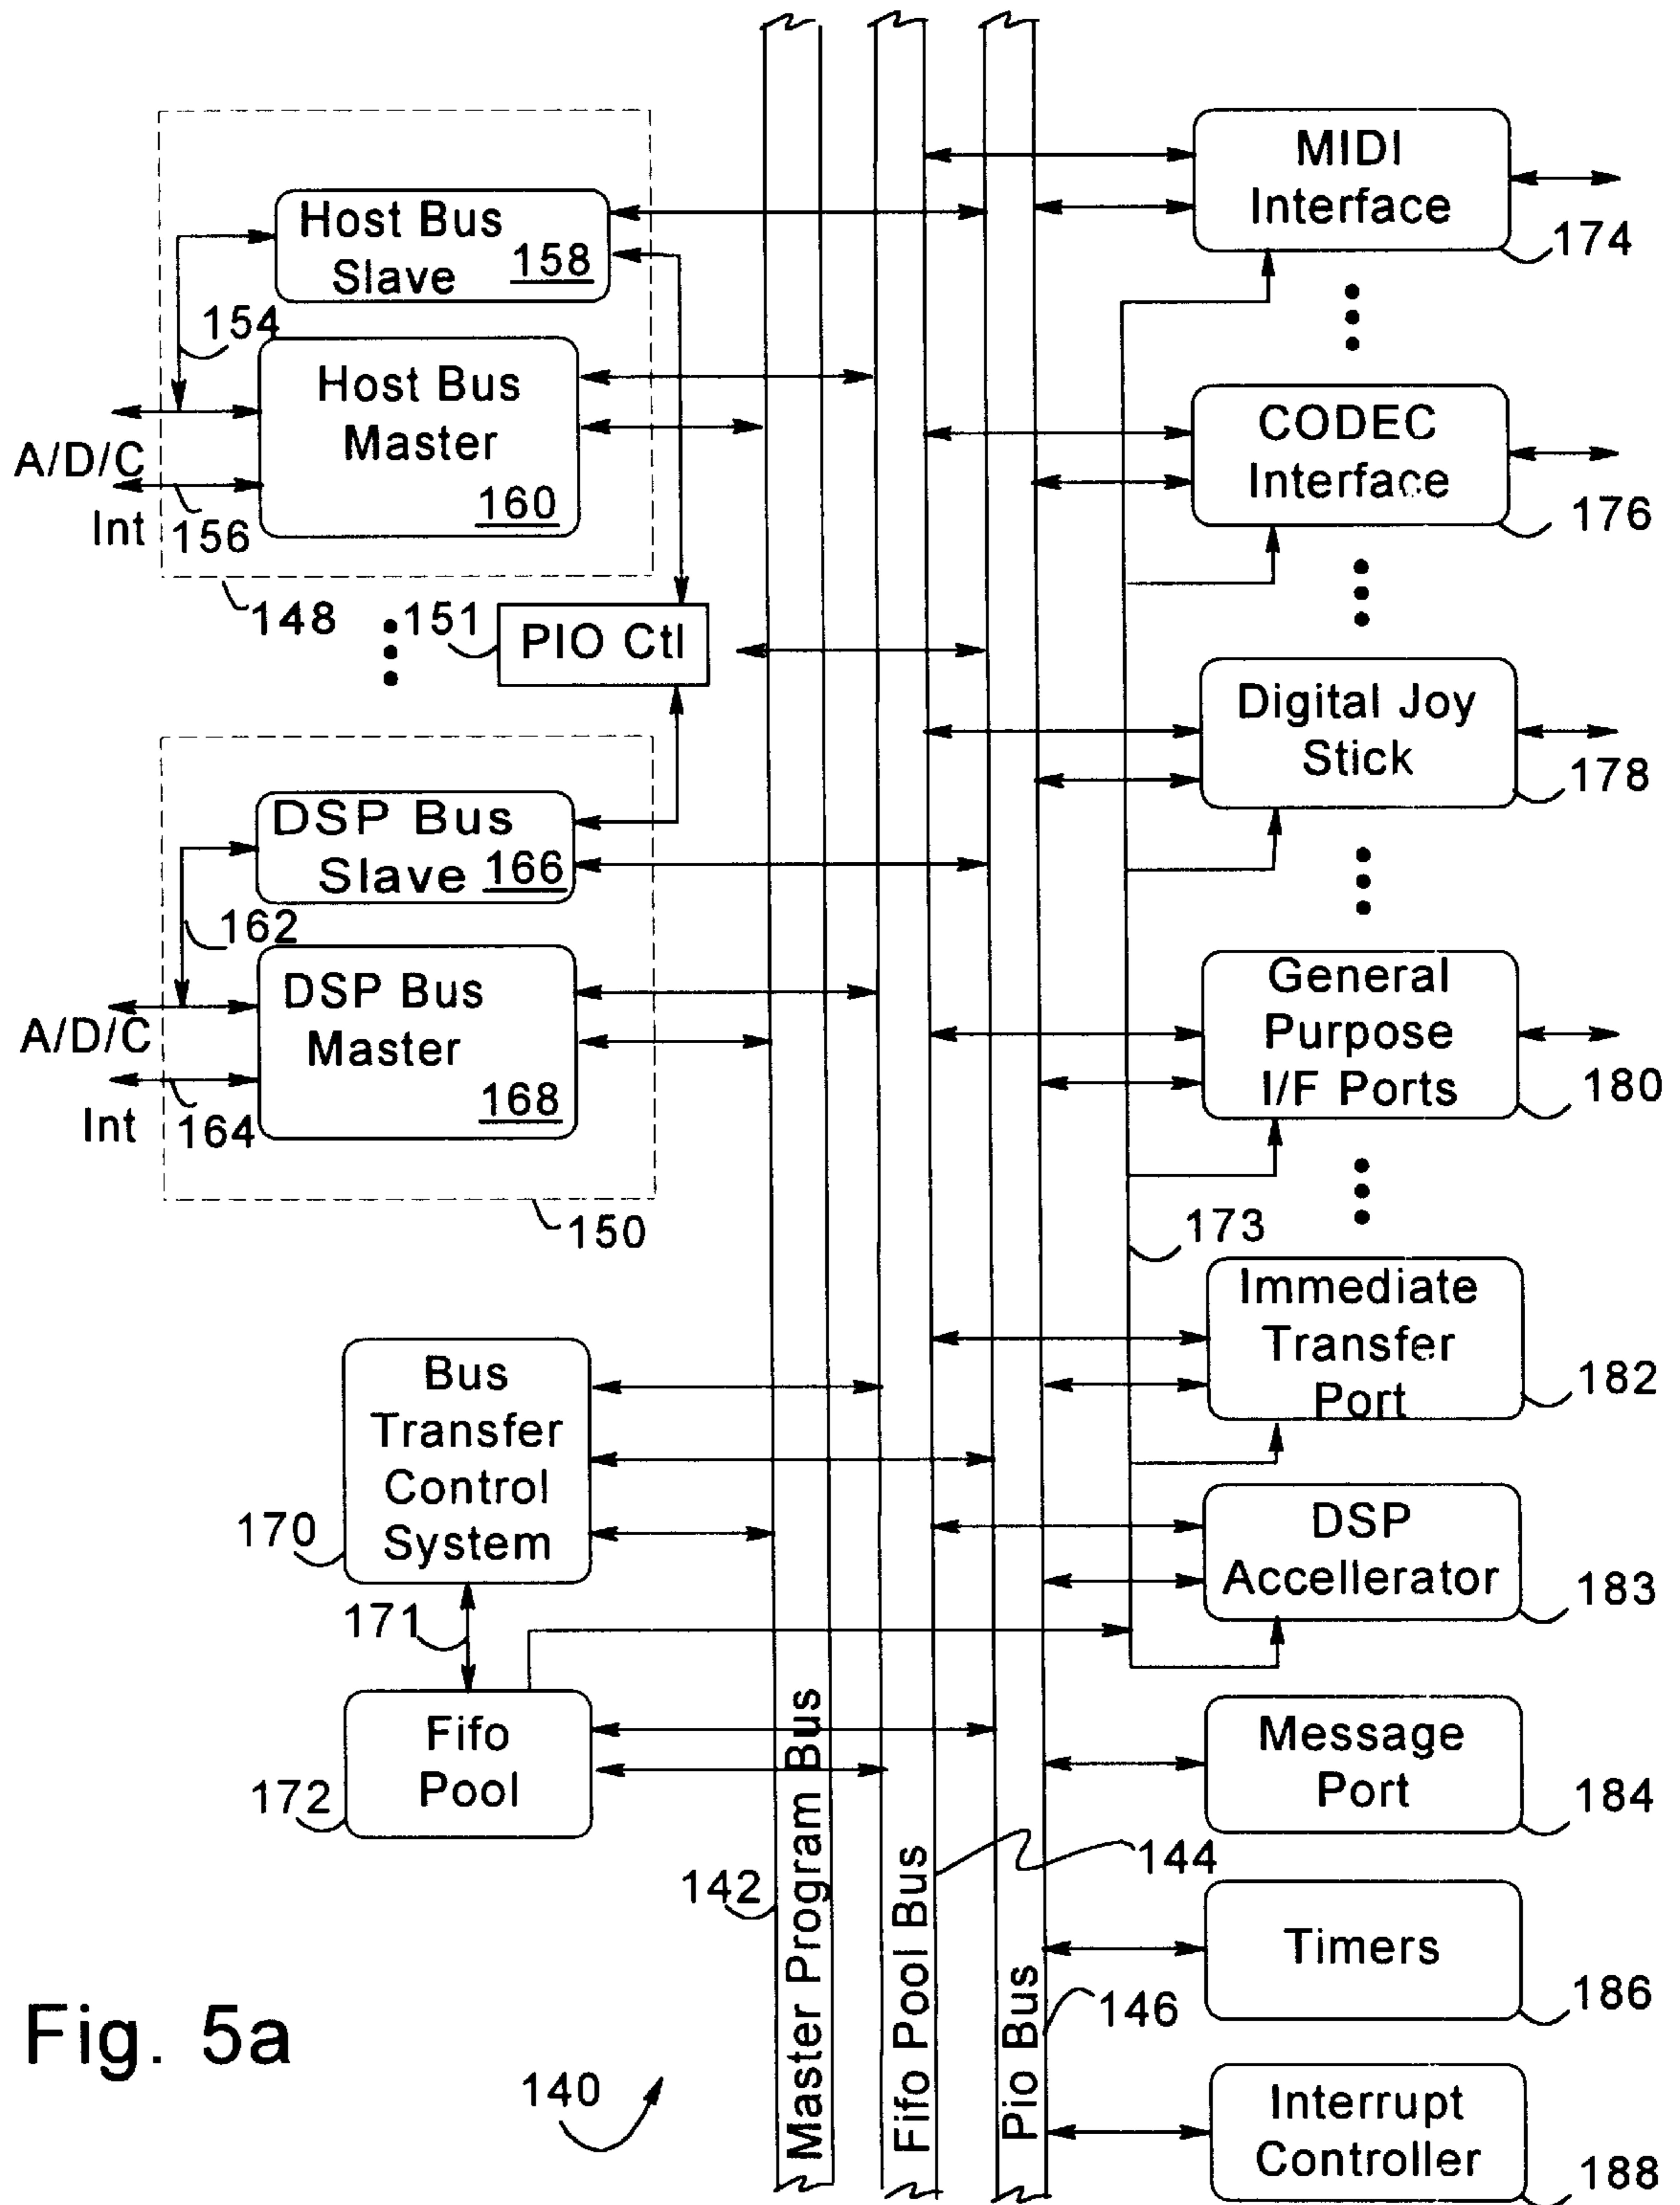 MIDI
Interface
174
Host Bus
Slave 158
154
Host Bus
Master
160
A/D/C
Int 156
148
CODEC
Interface
176
151 PIO Ctl
Digital Joy
Stick
178
DSP Bus
Slave 166
162
DSP Bus
Master
168
A/D/C
Int 164
150
General
Purpose
I/F Ports
180
173
Immediate
Transfer
Port
182
Bus
Transfer
Control
System
170
171
DSP
Accellerator
183
Fifo
Pool
172
Message
Port
184
142
Master Program Bus
Fifo Pool Bus
144
Pio Bus
146
Timers
186
Interrupt
Controller
188
140
Fig. 5a